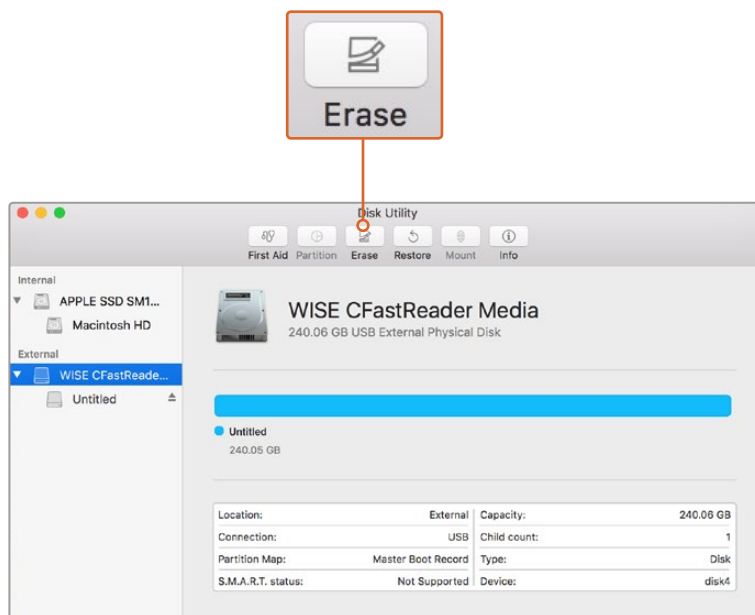 Erase
Disk Utility
First Aid Partition Erase Restore Mount Info
Internal
APPLE SSD SM1...
Macintosh HD
External
WISE CFastReade...
Untitled
WISE CFastReader Media
240.06 GB USB External Physical Disk
Untitled
240.05 GB
Location: External Capacity: 240.06 GB
Connection: USB Child count: 1
Partition Map: Master Boot Record Type: Disk
S.M.A.R.T. status: Not Supported Device: disk4